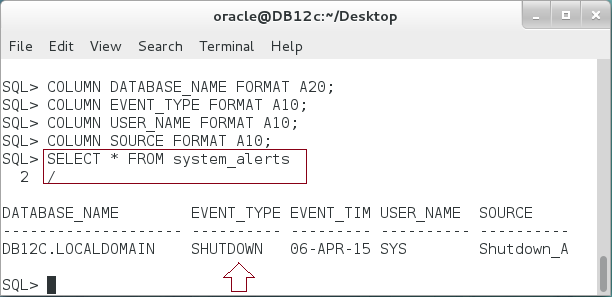 oracle@DB12c:~/Desktop
File Edit View Search Terminal Help
SQL> COLUMN DATABASE_NAME FORMAT A20;
SQL> COLUMN EVENT_TYPE FORMAT A10;
SQL> COLUMN USER_NAME FORMAT A10;
SQL> COLUMN SOURCE FORMAT A10;
SQL> SELECT * FROM system_alerts
  2  /
DATABASE_NAME        EVENT_TYPE EVENT_TIM USER_NAME  SOURCE
-------------------- ---------- --------- ---------- ----------
DB12C.LOCALDOMAIN    SHUTDOWN   06-APR-15 SYS        Shutdown_A
SQL>